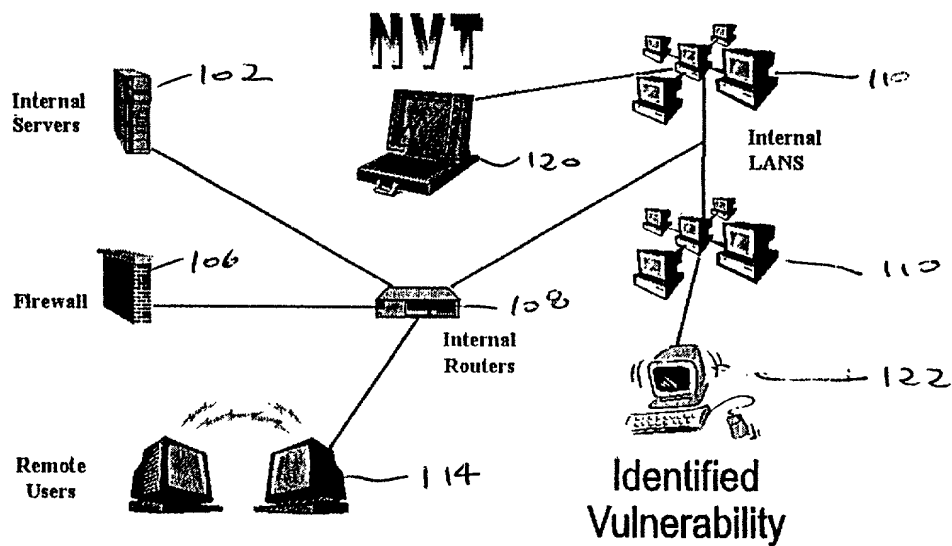 NVT
102
Internal
Servers
110
Internal
LANS
120
106
Firewall
108
110
Internal
Routers
122
Remote
Users
114
Identified
Vulnerability